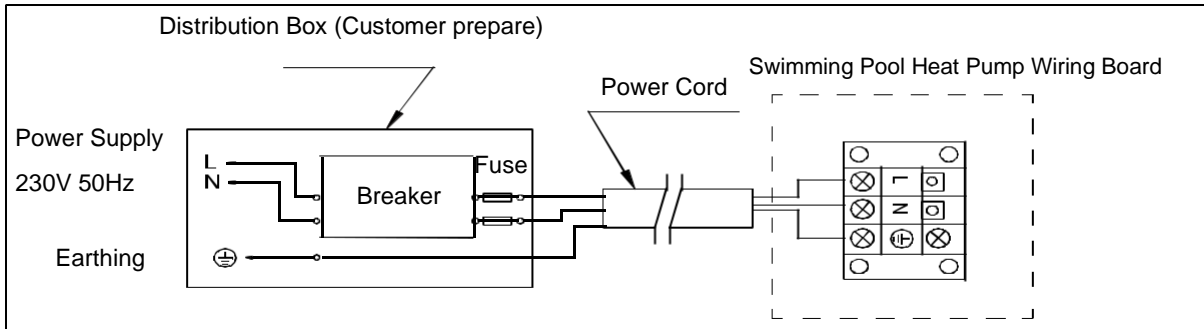 Distribution Box (Customer prepare)
Swimming Pool Heat Pump Wiring Board
Power Cord
Power Supply
230V 50Hz
Earthing
L
N
Breaker
Fuse
L
N